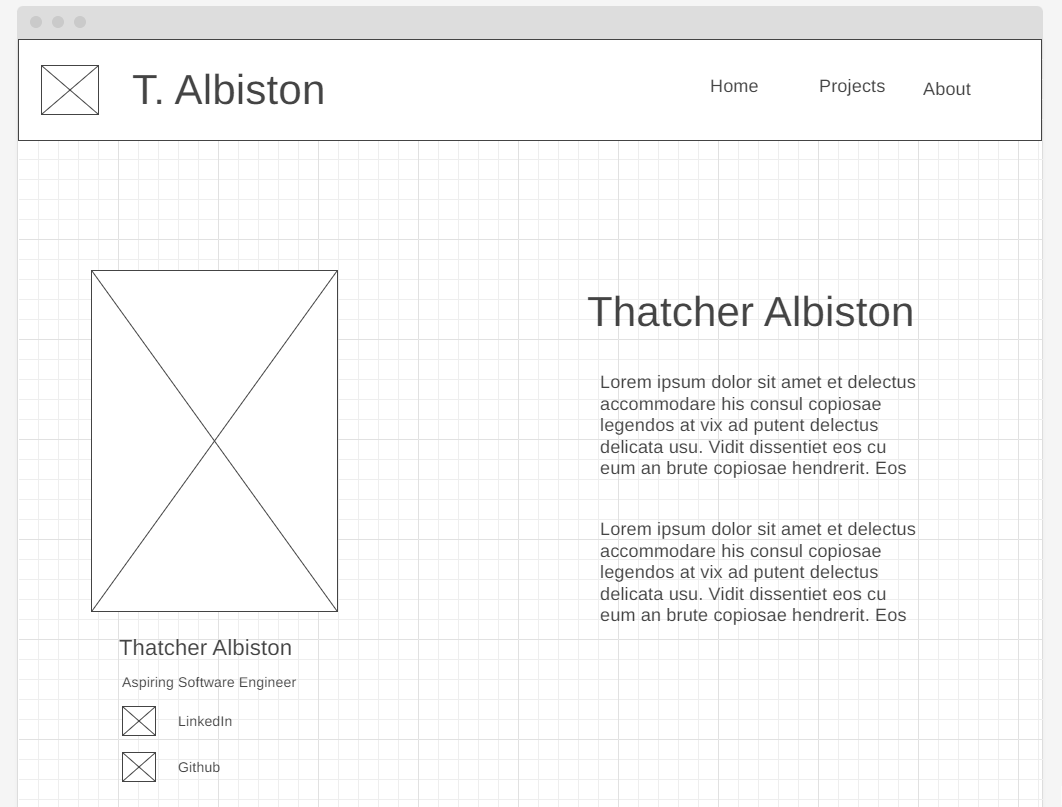 T. Albiston
Home
Projects
About
Thatcher Albiston
Lorem ipsum dolor sit amet et delectus
accommodare his consul copiosae
legendos at vix ad putent delectus
delicata usu. Vidit dissentiet eos cu
eum an brute copiosae hendrerit. Eos
Lorem ipsum dolor sit amet et delectus
accommodare his consul copiosae
legendos at vix ad putent delectus
delicata usu. Vidit dissentiet eos cu
eum an brute copiosae hendrerit. Eos
Thatcher Albiston
Aspiring Software Engineer
LinkedIn
Github